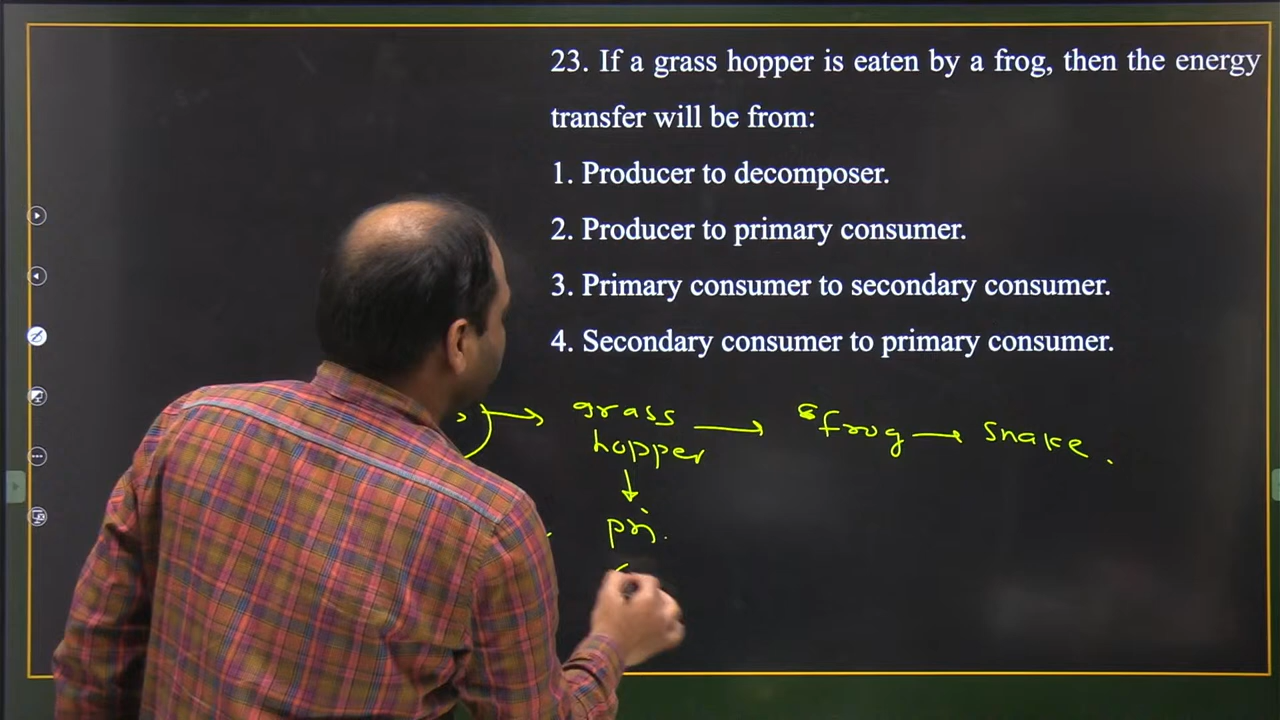 23. If a grass hopper is eaten by a frog, then the energy
transfer will be from:
1. Producer to decomposer.
2. Producer to primary consumer.
3. Primary consumer to secondary consumer.
4. Secondary consumer to primary consumer.
grass → frog → snake.
hopper
↓
pri.